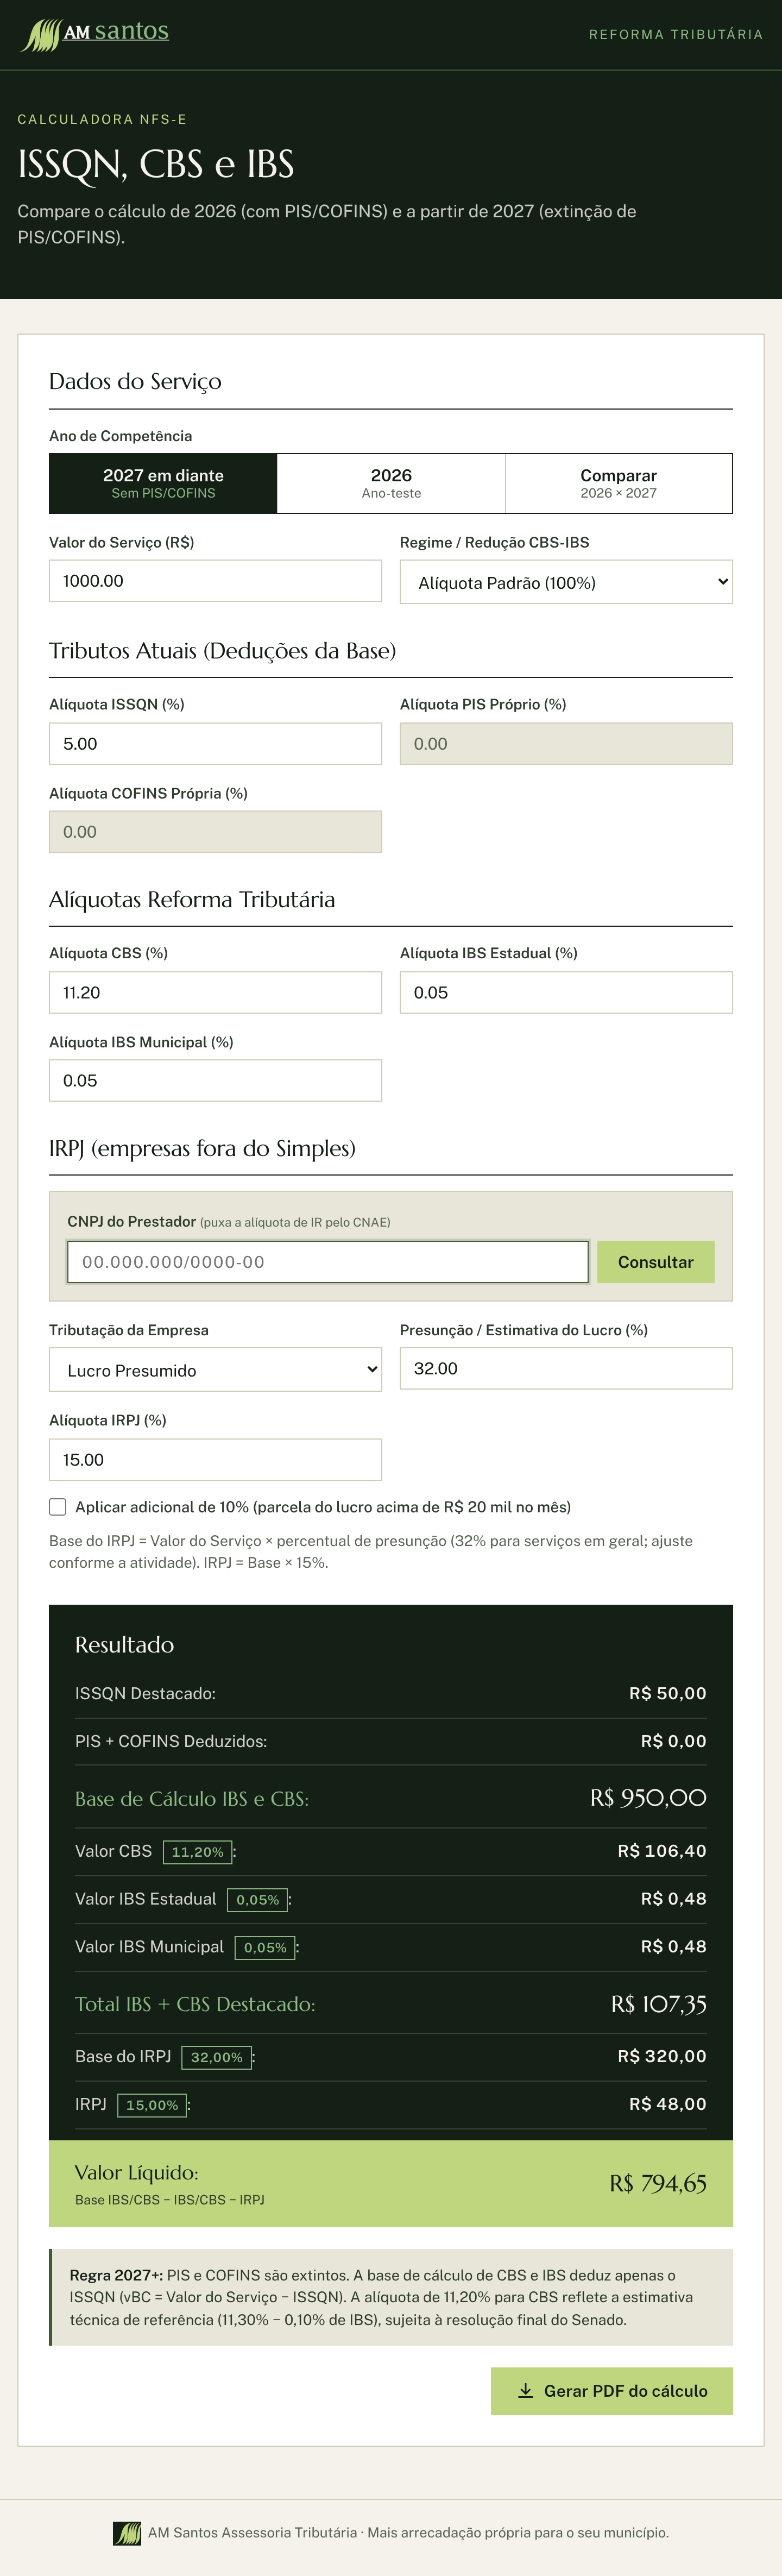 AM santos
REFORMA TRIBUTÁRIA
CALCULADORA NFS-E
ISSQN, CBS e IBS
Compare o cálculo de 2026 (com PIS/COFINS) e a partir de 2027 (extinção de
PIS/COFINS).
Dados do Serviço
Ano de Competência
2027 em diante
Sem PIS/COFINS
2026
Ano-teste
Comparar
2026 × 2027
Valor do Serviço (R$)
1000.00
Regime / Redução CBS-IBS
Alíquota Padrão (100%)
Tributos Atuais (Deduções da Base)
Alíquota ISSQN (%)
5.00
Alíquota PIS Próprio (%)
0.00
Alíquota COFINS Própria (%)
0.00
Alíquotas Reforma Tributária
Alíquota CBS (%)
11.20
Alíquota IBS Estadual (%)
0.05
Alíquota IBS Municipal (%)
0.05
IRPJ (empresas fora do Simples)
CNPJ do Prestador (puxa a alíquota de IR pelo CNAE)
00.000.000/0000-00
Consultar
Tributação da Empresa
Lucro Presumido
Presunção / Estimativa do Lucro (%)
32.00
Alíquota IRPJ (%)
15.00
Aplicar adicional de 10% (parcela do lucro acima de R$ 20 mil no mês)
Base do IRPJ = Valor do Serviço × percentual de presunção (32% para serviços em geral; ajuste
conforme a atividade). IRPJ = Base × 15%.
Resultado
ISSQN Destacado: R$ 50,00
PIS + COFINS Deduzidos: R$ 0,00
Base de Cálculo IBS e CBS: R$ 950,00
Valor CBS 11,20%: R$ 106,40
Valor IBS Estadual 0,05%: R$ 0,48
Valor IBS Municipal 0,05%: R$ 0,48
Total IBS + CBS Destacado: R$ 107,35
Base do IRPJ 32,00%: R$ 320,00
IRPJ 15,00%: R$ 48,00
Valor Líquido: R$ 794,65
Base IBS/CBS − IBS/CBS − IRPJ
Regra 2027+: PIS e COFINS são extintos. A base de cálculo de CBS e IBS deduz apenas o
ISSQN (vBC = Valor do Serviço − ISSQN). A alíquota de 11,20% para CBS reflete a estimativa
técnica de referência (11,30% − 0,10% de IBS), sujeita à resolução final do Senado.
Gerar PDF do cálculo
AM Santos Assessoria Tributária · Mais arrecadação própria para o seu município.